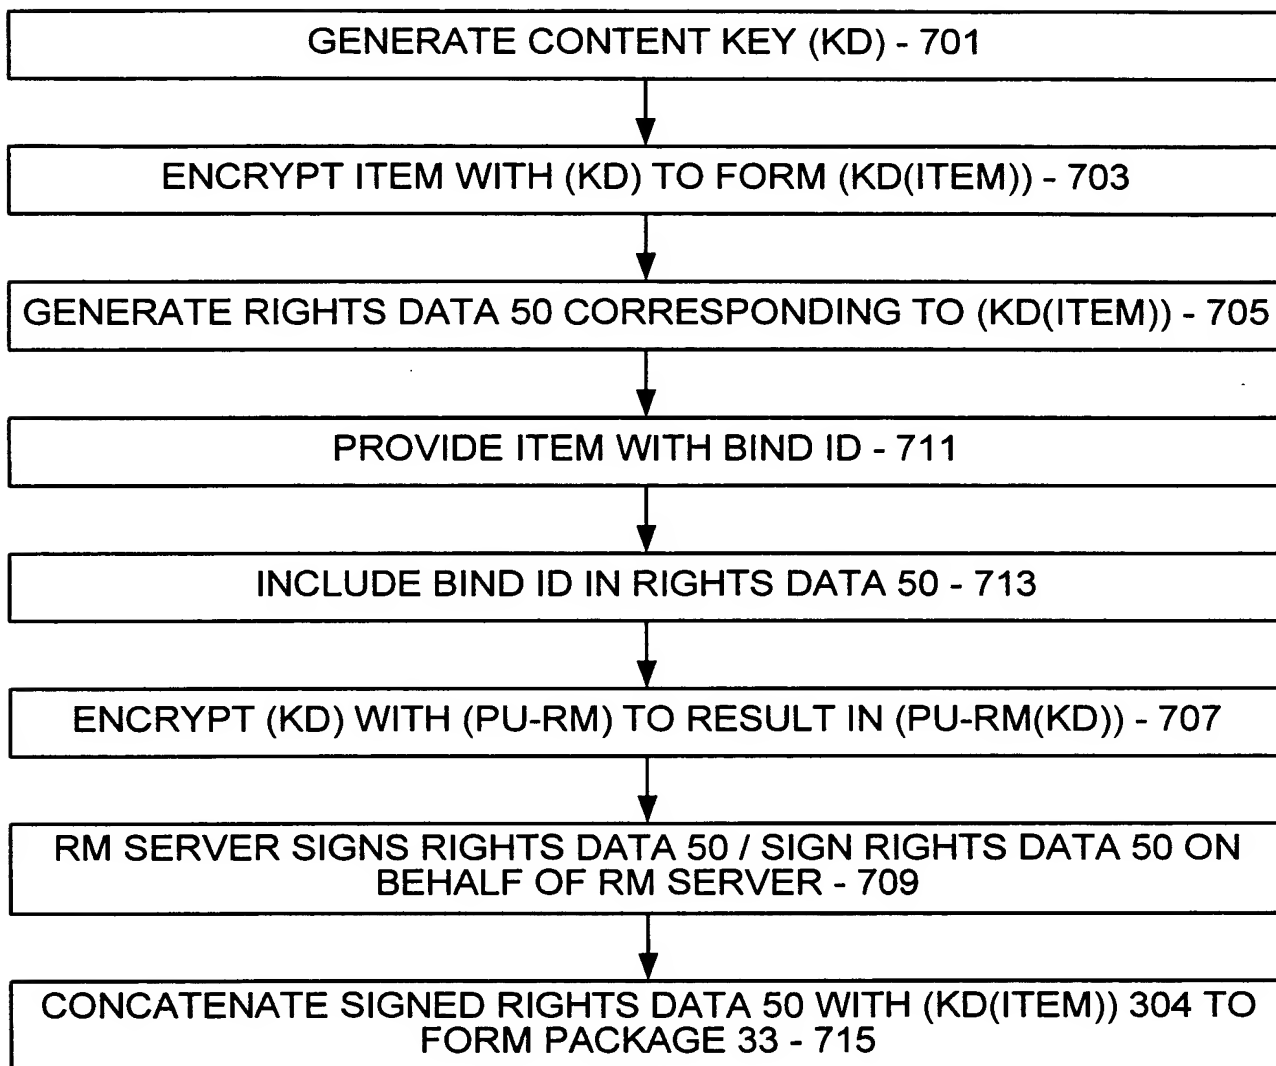 GENERATE CONTENT KEY (KD) - 701
ENCRYPT ITEM WITH (KD) TO FORM (KD(ITEM)) - 703
GENERATE RIGHTS DATA 50 CORRESPONDING TO (KD(ITEM)) - 705
PROVIDE ITEM WITH BIND ID - 711
INCLUDE BIND ID IN RIGHTS DATA 50 - 713
ENCRYPT (KD) WITH (PU-RM) TO RESULT IN (PU-RM(KD)) - 707
RM SERVER SIGNS RIGHTS DATA 50 / SIGN RIGHTS DATA 50 ON
BEHALF OF RM SERVER - 709
CONCATENATE SIGNED RIGHTS DATA 50 WITH (KD(ITEM)) 304 TO
FORM PACKAGE 33 - 715